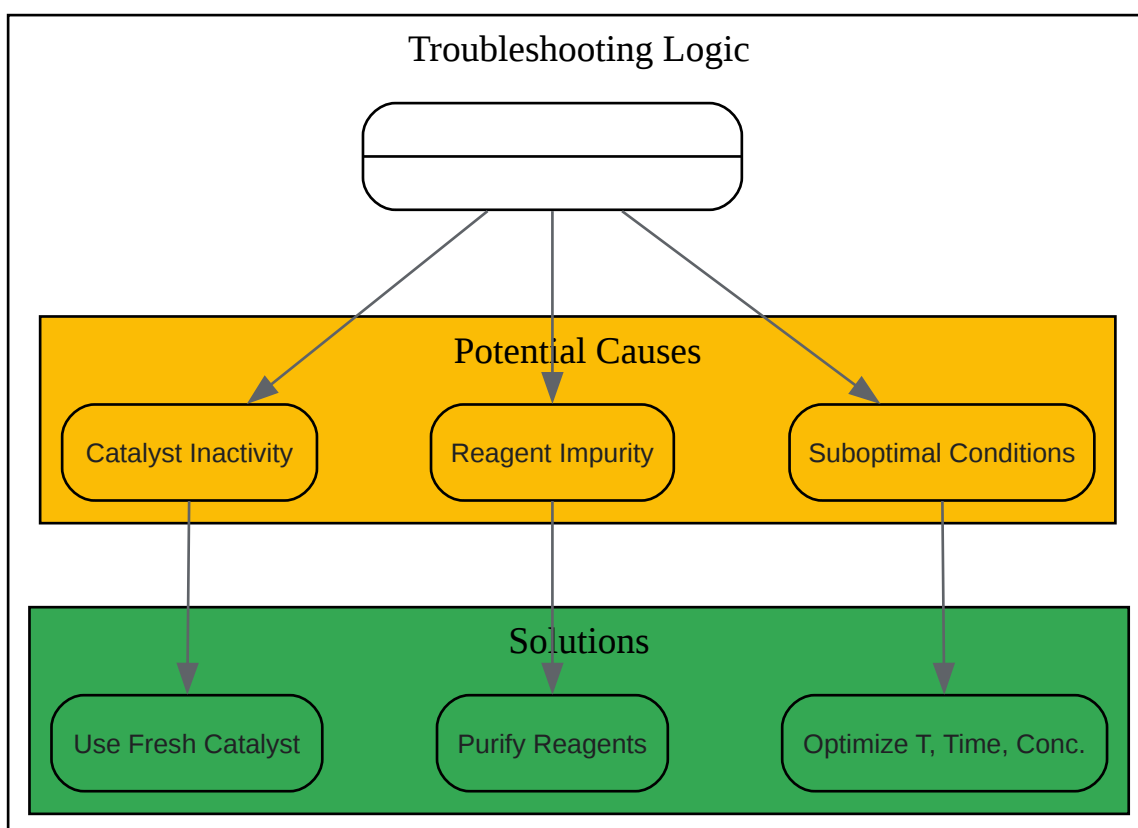 Troubleshooting Logic
Potential Causes
Catalyst Inactivity
Reagent Impurity
Suboptimal Conditions
Solutions
Use Fresh Catalyst
Purify Reagents
Optimize T, Time, Conc.